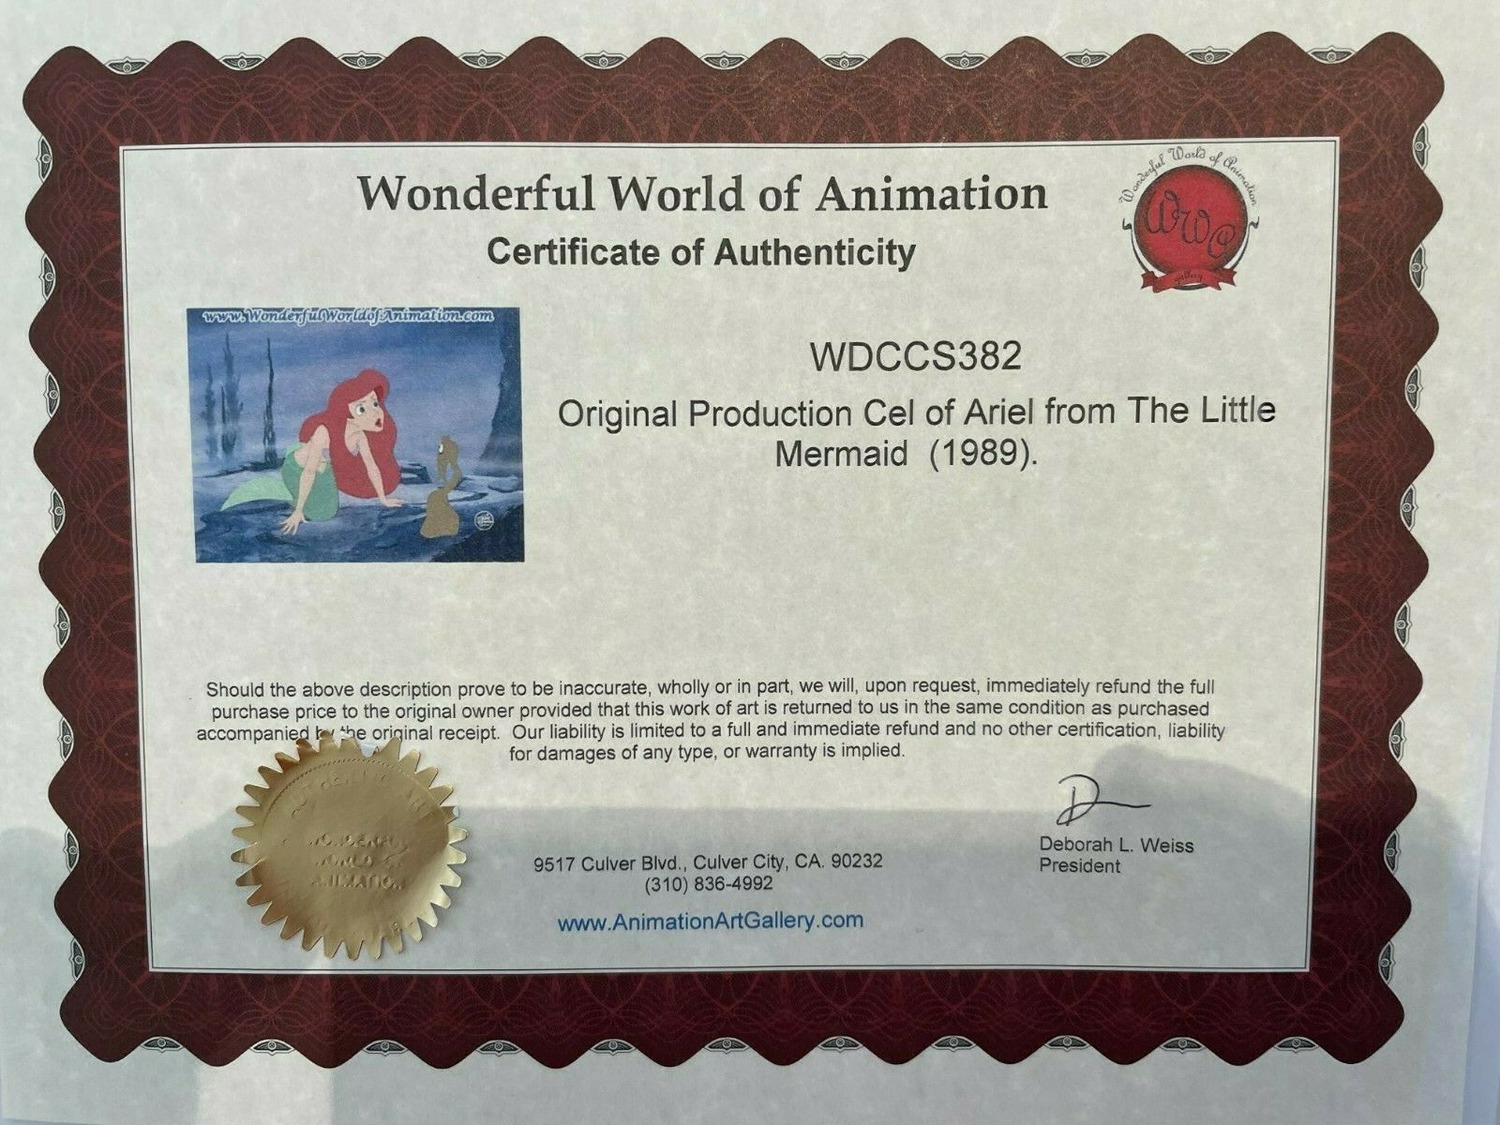 Wonderful World of Animation
Wonderful World of Animation
Certificate of Authenticity
WWA
gallery
www.WonderfulWorldofAnimation.com
WDCCS382
Original Production Cel of Ariel from The Little
Mermaid (1989).
Should the above description prove to be inaccurate, wholly or in part, we will, upon request, immediately refund the full
purchase price to the original owner provided that this work of art is returned to us in the same condition as purchased
accompanied by the original receipt. Our liability is limited to a full and immediate refund and no other certification, liability
for damages of any type, or warranty is implied.
WONDERFUL
WORLD OF
ANIMATION
Deborah L. Weiss
President
9517 Culver Blvd., Culver City, CA. 90232
(310) 836-4992
www.AnimationArtGallery.com